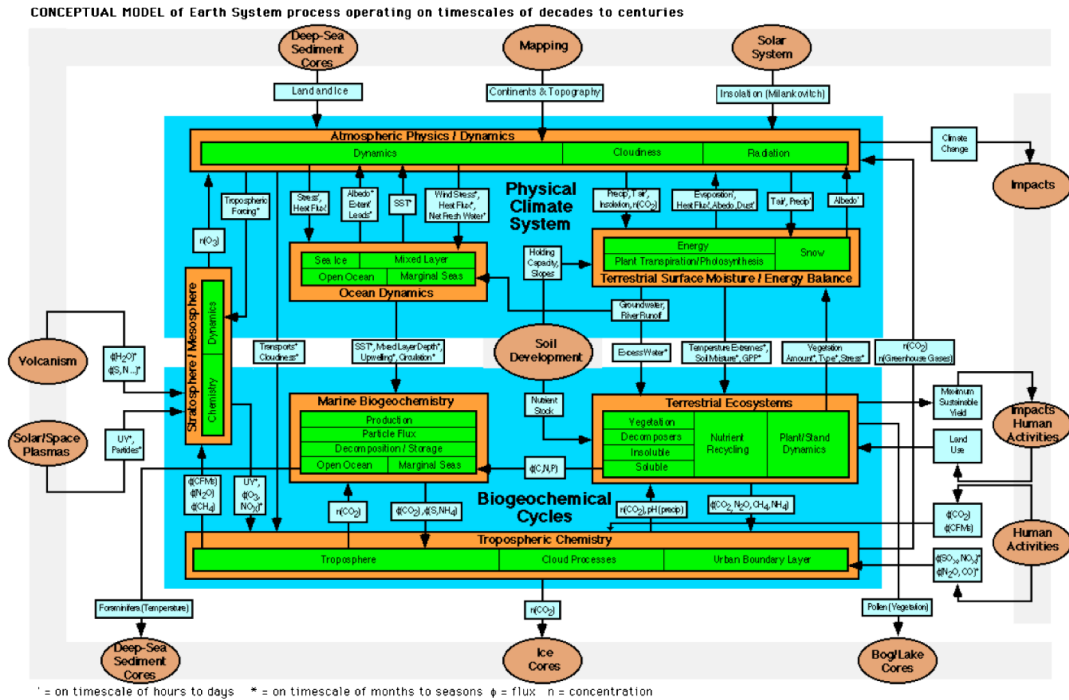 CONCEPTUAL MODEL of Earth System process operating on timescales of decades to centuries
Deep-Sea
Sediment
Cores
Mapping
Solar
System
Land and Ice
Continents & Topography
Insolation (Milankovitch)
Atmospheric Physics / Dynamics
Dynamics
Cloudness
Radiation
Climate
Change
Impacts
Tropospheric
Forcing*
Stress',
Heat Flux'
Albedo*
Extent'
Leads*
SST*
Wind Stress*,
Heat Flux*,
Net Fresh Water*
Physical
Climate
System
Precip', Tair',
Insolation, n(CO2)
Evaporation',
Heat Flux', Albedo, Dust'
Tair', Precip'
Albedo'
n(O3)
Sea Ice
Mixed Layer
Open Ocean
Marginal Seas
Ocean Dynamics
Holding
Capacity,
Slopes
Energy
Plant Transpiration/Photosynthesis
Snow
Terrestrial Surface Moisture / Energy Balance
Groundwater,
River Runoff'
Stratosphere / Mesosphere
Dynamics
Chemistry
Volcanism
ϕ(H2O)*
ϕ(S, N...)*
Transports*
Cloudiness*
SST*, Mixed Layer Depth*,
Upwelling*, Circulation*
Soil
Development
Excess Water*
Temperature Extremes*,
Soil Moisture*, GPP*
Vegetation
Amount*, Type*, Stress*
n(CO2)
n(Greenhouse Gases)
Solar/Space
Plasmas
UV*,
Particles*
Marine Biogeochemistry
Production
Particle Flux
Decomposition / Storage
Open Ocean
Marginal Seas
Nutrient
Stock
Terrestrial Ecosystems
Vegetation
Decomposers
Insoluble
Soluble
Nutrient
Recycling
Plant/Stand
Dynamics
Maximum
Sustainable
Yield
Impacts
Human
Activities
Land
Use
ϕ(C,N,P)
ϕ(CFMs)
ϕ(N2O)
ϕ(CH4)
UV*,
ϕ(O3,
NOX)*
n(CO2)
ϕ(CO2), ϕ(S,NH4)
Biogeochemical
Cycles
n(CO2), pH (precip)
ϕ(CO2, N2O, CH4, NH4)
ϕ(CO2)
ϕ(CFMs)
Human
Activities
ϕ(SOx, NOx)*
ϕ(N2O, CO)*
Tropospheric Chemistry
Troposphere
Cloud Processes
Urban Boundary Layer
Foraminifera (Temperature)
n(CO2)
Pollen (Vegetation)
Deep-Sea
Sediment
Cores
Ice
Cores
Bog/Lake
Cores
' = on timescale of hours to days * = on timescale of months to seasons ϕ = flux n = concentration